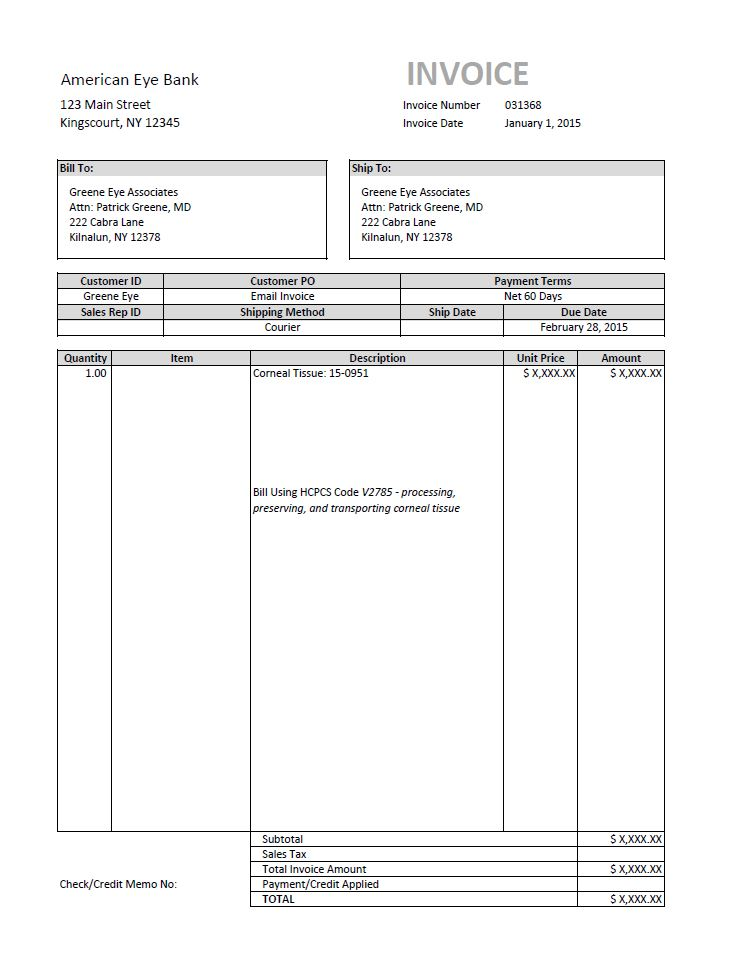 American Eye Bank
INVOICE
123 Main Street
Kingscourt, NY 12345
Invoice Number 031368
Invoice Date January 1, 2015
Bill To:
Greene Eye Associates
Attn: Patrick Greene, MD
222 Cabra Lane
Kilnalun, NY 12378
Ship To:
Greene Eye Associates
Attn: Patrick Greene, MD
222 Cabra Lane
Kilnalun, NY 12378
Customer ID Customer PO Payment Terms
Greene Eye Email Invoice Net 60 Days
Sales Rep ID Shipping Method Ship Date Due Date
Courier February 28, 2015
Quantity Item Description Unit Price Amount
1.00 Corneal Tissue: 15-0951 $ X,XXX.XX $ X,XXX.XX
Bill Using HCPCS Code V2785 - processing,
preserving, and transporting corneal tissue
Subtotal $ X,XXX.XX
Sales Tax
Total Invoice Amount $ X,XXX.XX
Check/Credit Memo No: Payment/Credit Applied
TOTAL $ X,XXX.XX